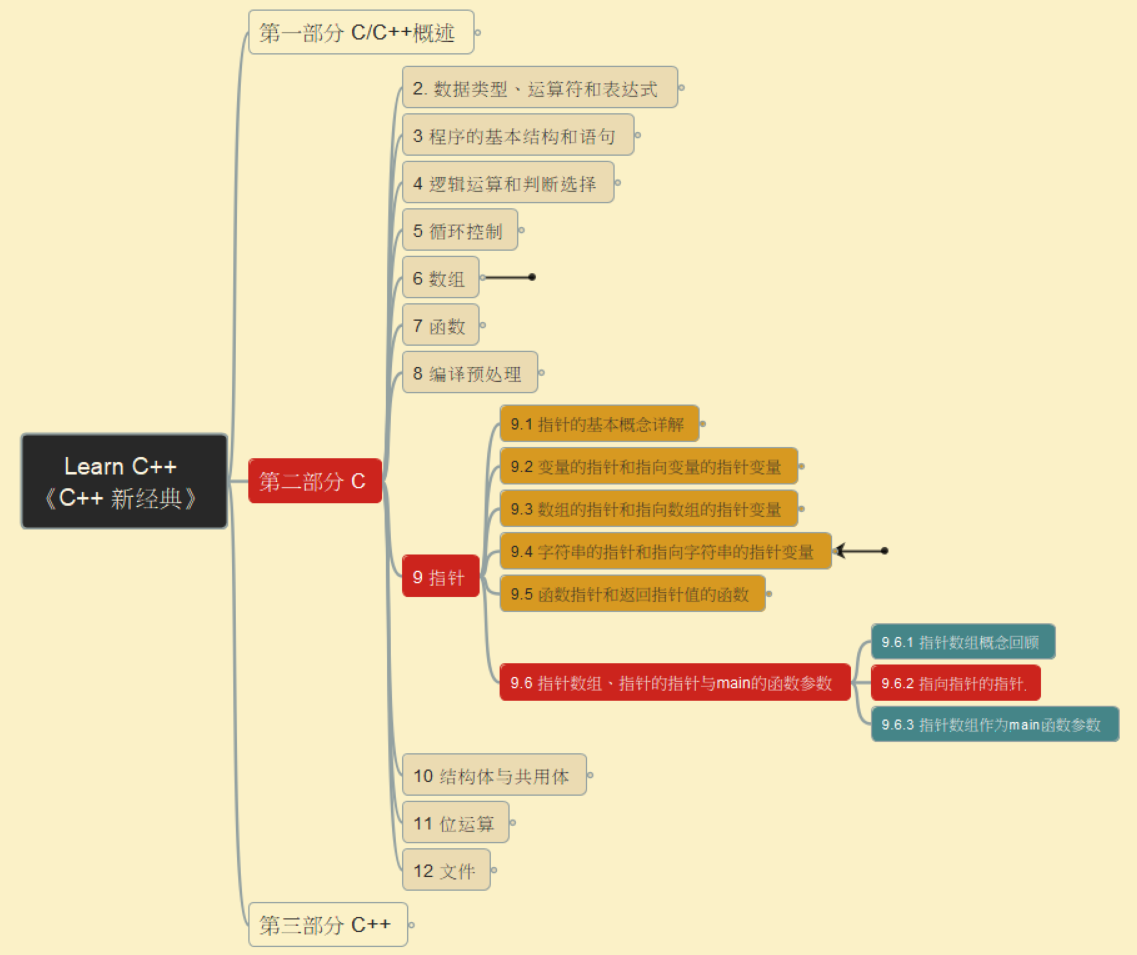 Learn C++
《C++ 新经典》
第一部分 C/C++概述
第二部分 C
2. 数据类型、运算符和表达式
3 程序的基本结构和语句
4 逻辑运算和判断选择
5 循环控制
6 数组
7 函数
8 编译预处理
9 指针
9.1 指针的基本概念详解
9.2 变量的指针和指向变量的指针变量
9.3 数组的指针和指向数组的指针变量
9.4 字符串的指针和指向字符串的指针变量
9.5 函数指针和返回指针值的函数
9.6 指针数组、指针的指针与main的函数参数
9.6.1 指针数组概念回顾
9.6.2 指向指针的指针.
9.6.3 指针数组作为main函数参数
10 结构体与共用体
11 位运算
12 文件
第三部分 C++